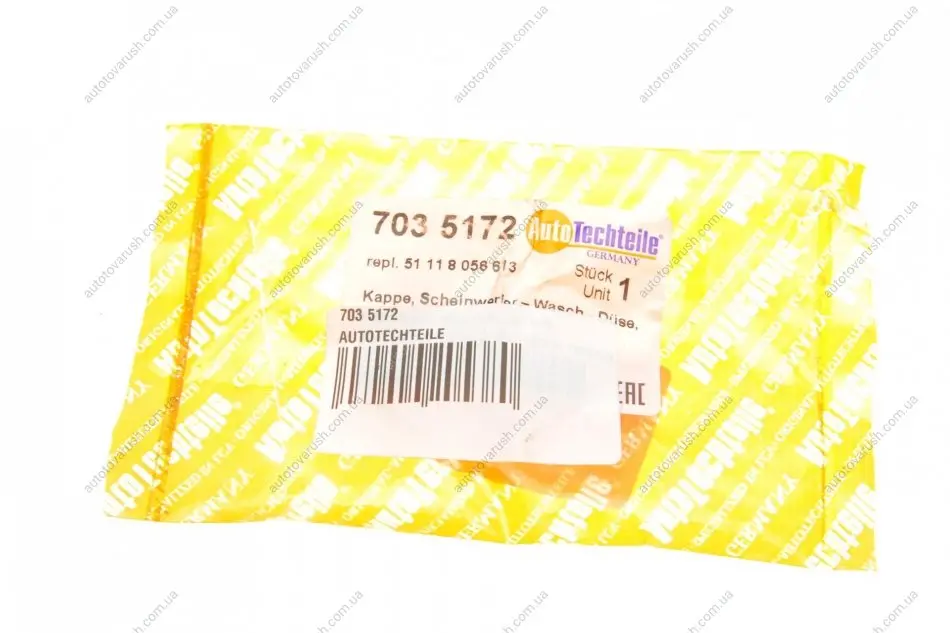 703 5172
AutoTechteile®
GERMANY
repl. 51 11 8 056 613
Stück
Unit 1
Kappe, Scheinwerfer – Wasch - Düse,
703 5172
AUTOTECHTEILE
EAC
autotovarush.com.ua